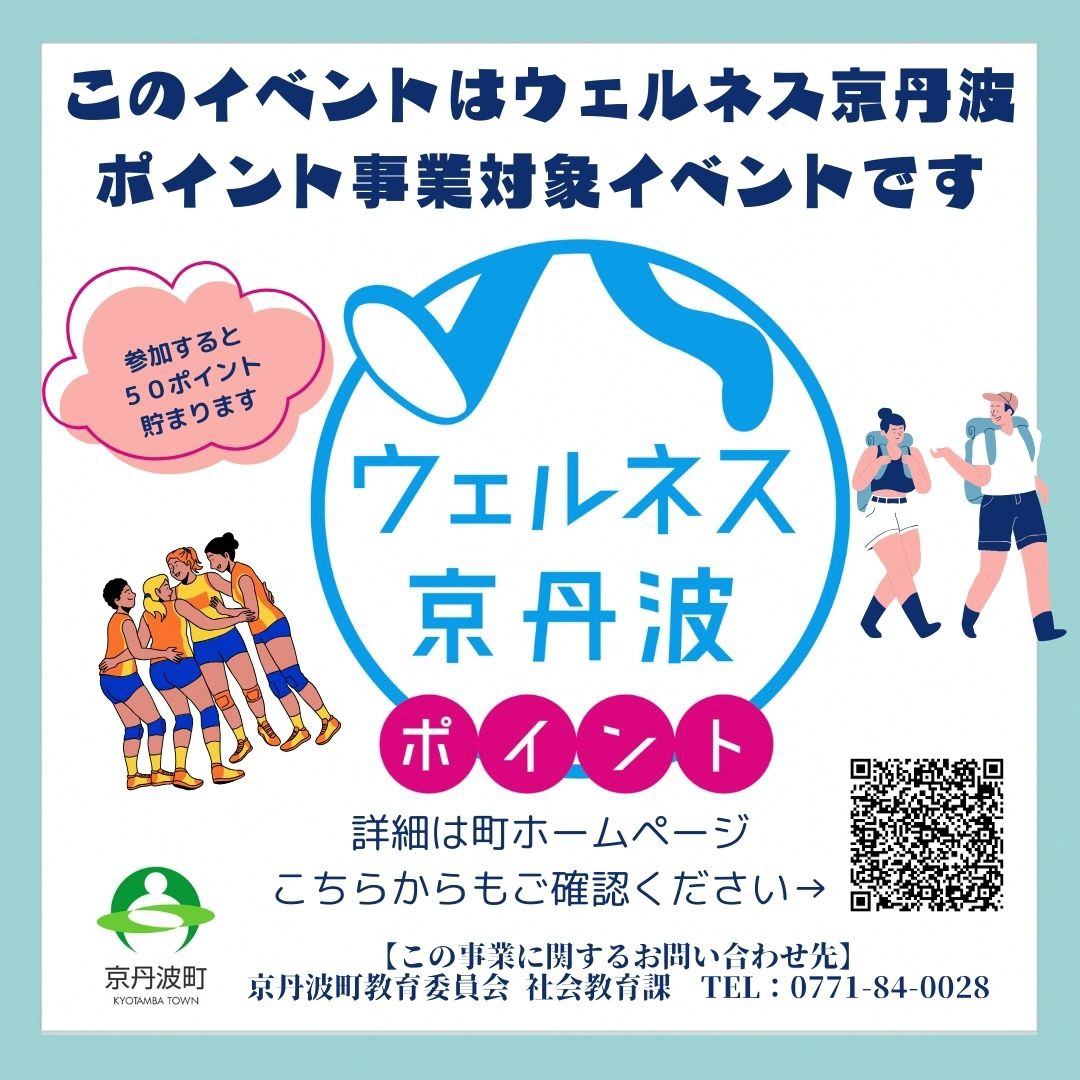 このイベントはウェルネス京丹波
ポイント事業対象イベントです
参加すると
５０ポイント
貯まります
ウェルネス
京丹波
ポイント
詳細は町ホームページ
こちらからもご確認ください→
京丹波町
KYOTAMBA TOWN
【この事業に関するお問い合わせ先】
京丹波町教育委員会 社会教育課　TEL：0771-84-0028